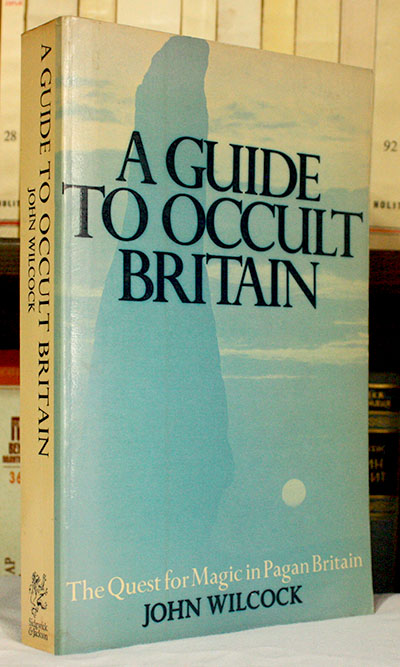 A GUIDE
TO OCCULT
BRITAIN
The Quest for Magic in Pagan Britain
JOHN WILCOCK
A GUIDE TO OCCULT BRITAIN
JOHN WILCOCK
Sidgwick
&Jackson
28
92
36